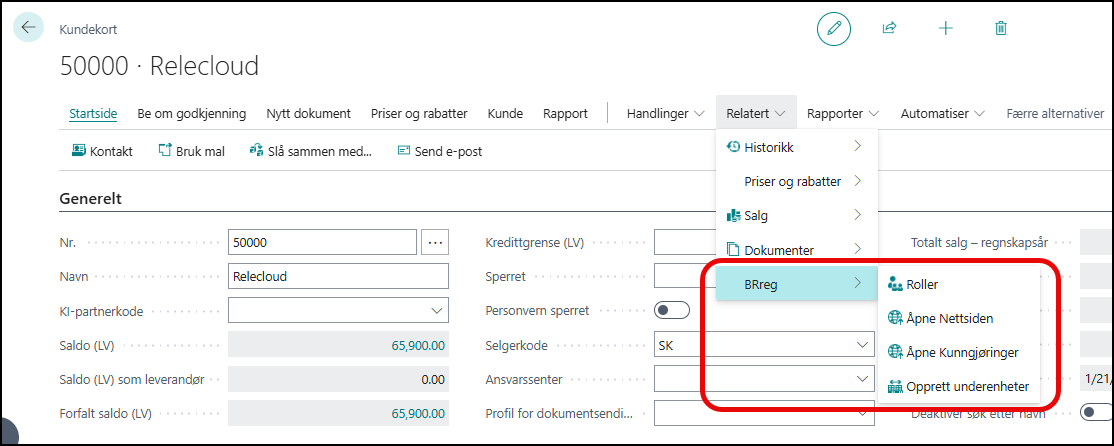 Kundekort
50000 · Relecloud
Startside Be om godkjenning Nytt dokument Priser og rabatter Kunde Rapport Handlinger Relatert Rapporter Automatiser Færre alternativer
Kontakt Bruk mal Slå sammen med... Send e-post
Historikk
Priser og rabatter
Salg
Dokumenter
BRreg
Roller
Åpne Nettsiden
Åpne Kunngjøringer
Opprett underenheter
Generelt
Nr. 50000 ...
Navn Relecloud
KI-partnerkode
Saldo (LV) 65,900.00
Saldo (LV) som leverandør 0.00
Forfalt saldo (LV) 65,900.00
Kredittgrense (LV)
Sperret
Personvern sperret
Selgerkode SK
Ansvarssenter
Profil for dokumentsendi...
Totalt salg – regnskapsår
1/21/
Deaktiver søk etter navn